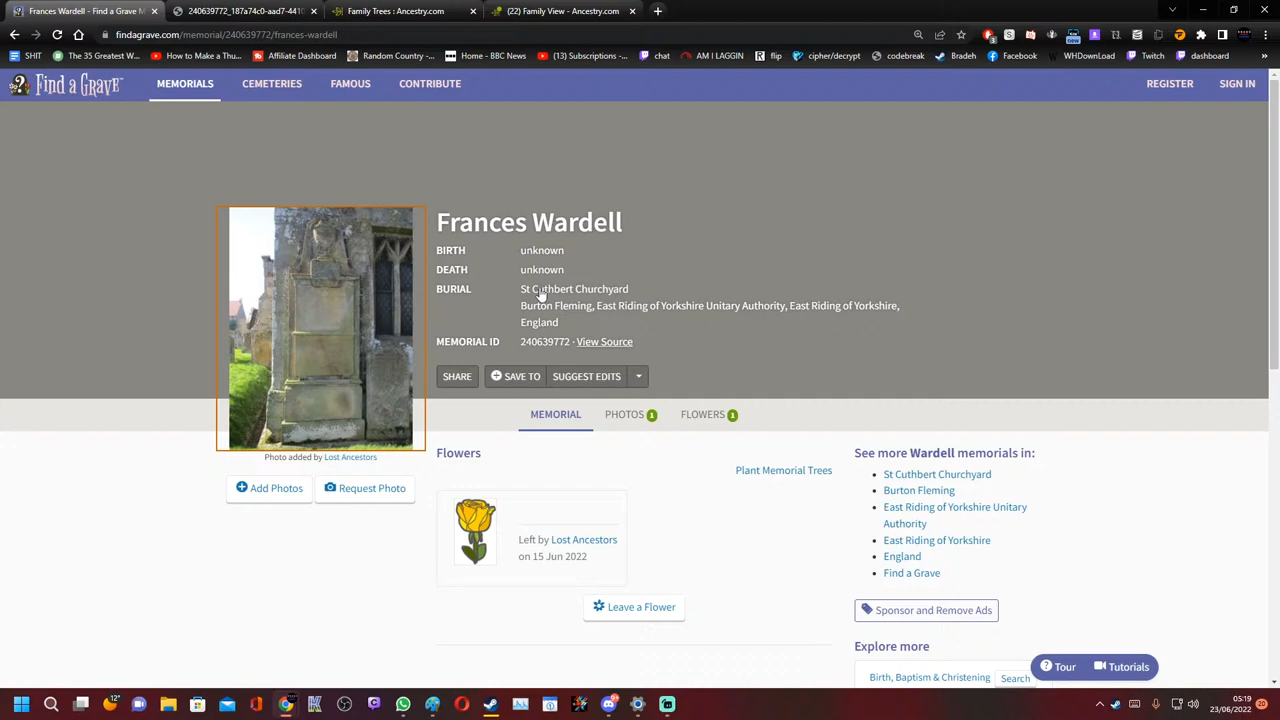 Frances Wardell - Find a Grave M
240639772_187a7c0-aad7-4410
Family Trees : Ancestry.com
(22) Family View - Ancestry.com
findagrave.com/memorial/240639772/frances-wardell
SHIT
The 35 Greatest W...
How to Make a Thu...
Affiliate Dashboard
Random Country -...
Home - BBC News
(13) Subscriptions -...
chat
AM I LAGGIN
flip
cipher/decrypt
codebreak
Bradeh
Facebook
WHDownLoad
Twitch
dashboard
Find a Grave
MEMORIALS
CEMETERIES
FAMOUS
CONTRIBUTE
REGISTER
SIGN IN
Frances Wardell
BIRTH unknown
DEATH unknown
BURIAL St Cuthbert Churchyard
Burton Fleming, East Riding of Yorkshire Unitary Authority, East Riding of Yorkshire,
England
MEMORIAL ID 240639772 · View Source
SHARE
SAVE TO
SUGGEST EDITS
MEMORIAL
PHOTOS 1
FLOWERS 1
Photo added by Lost Ancestors
Add Photos
Request Photo
Flowers
Plant Memorial Trees
Left by Lost Ancestors
on 15 Jun 2022
Leave a Flower
See more Wardell memorials in:
St Cuthbert Churchyard
Burton Fleming
East Riding of Yorkshire Unitary
Authority
East Riding of Yorkshire
England
Find a Grave
Sponsor and Remove Ads
Explore more
Birth, Baptism & Christening
Search
Tour
Tutorials
05:19
23/06/2022